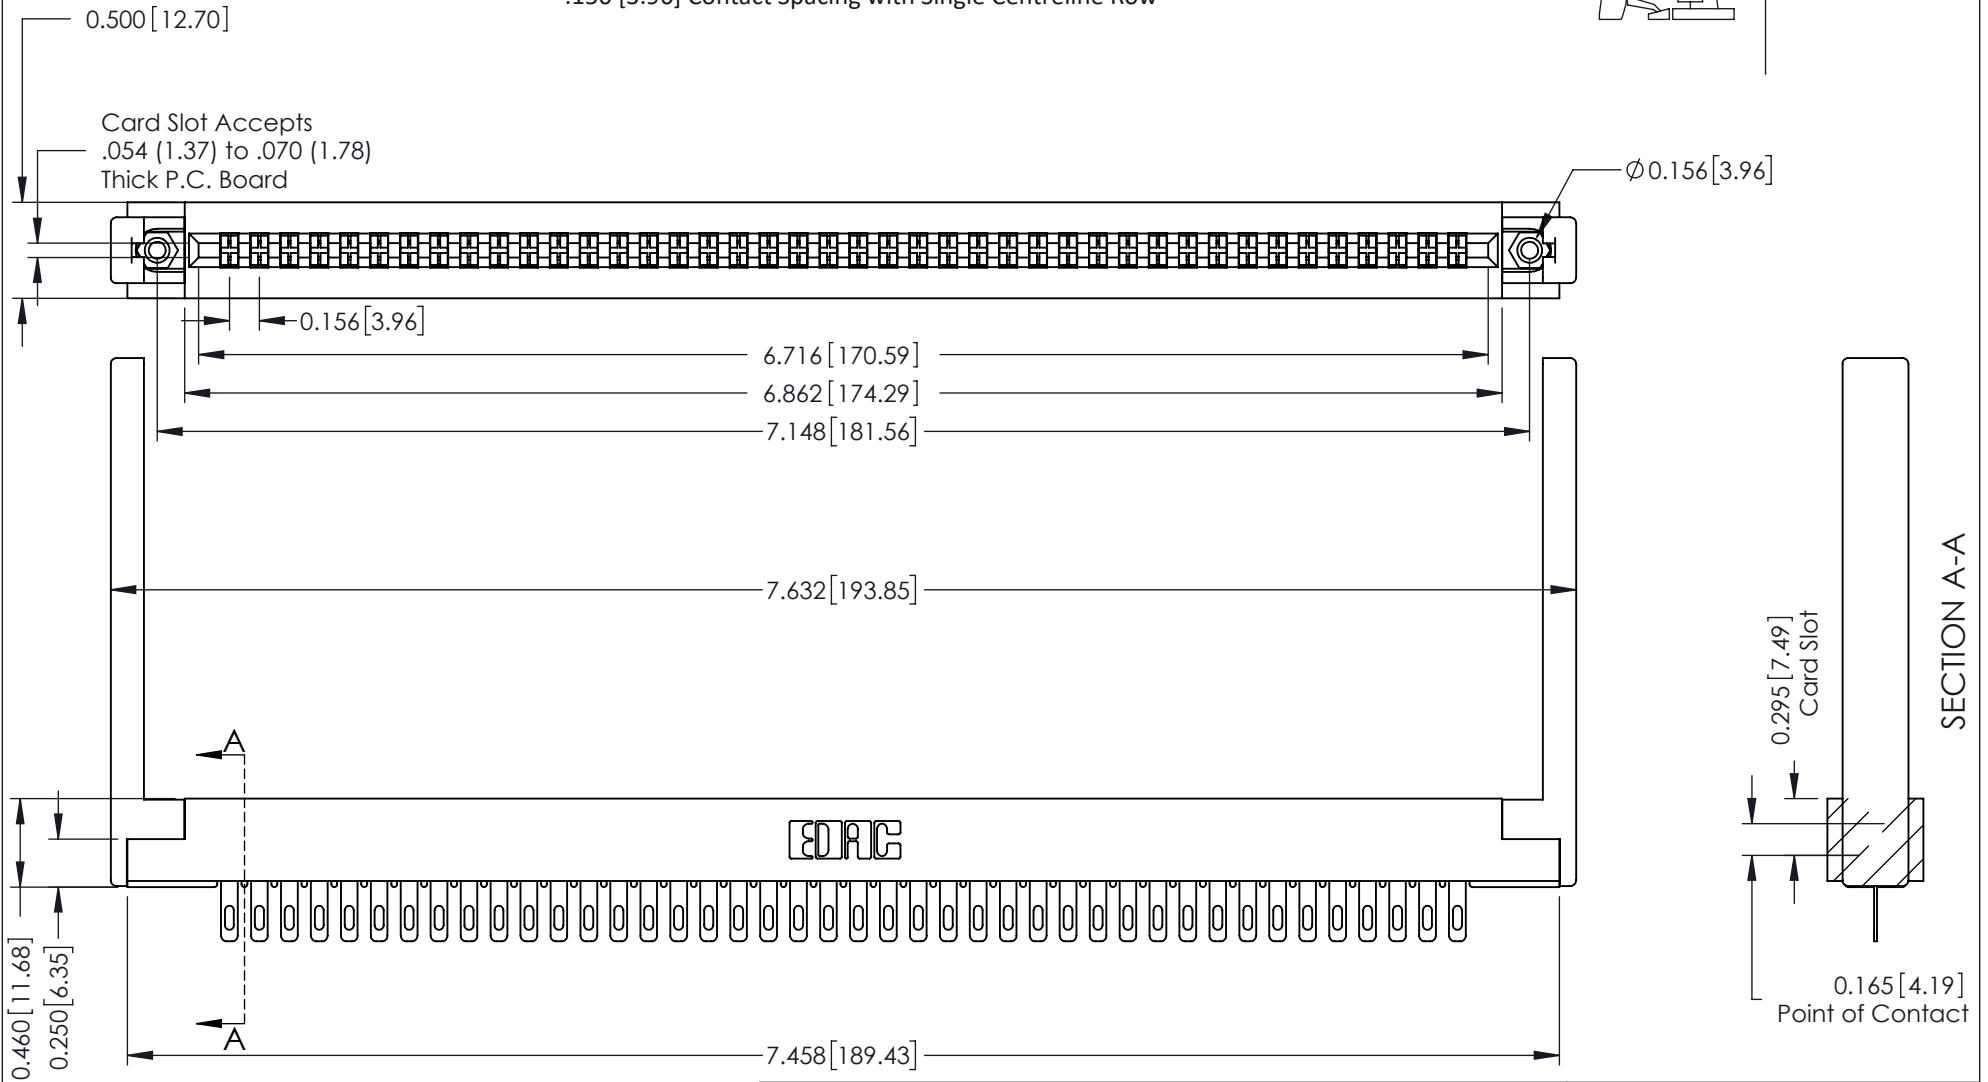 .156 [3.96] Contact Spacing with Single Centreline Row
0.500 [12.70]
Card Slot Accepts
.054 (1.37) to .070 (1.78)
Thick P.C. Board
Ø0.156[3.96]
0.156[3.96]
6.716[170.59]
6.862[174.29]
7.148[181.56]
7.632[193.85]
0.295[7.49]
Card Slot
SECTION A-A
A
EDAC
0.460[11.68]
0.250[6.35]
A
0.165[4.19]
Point of Contact
7.458[189.43]